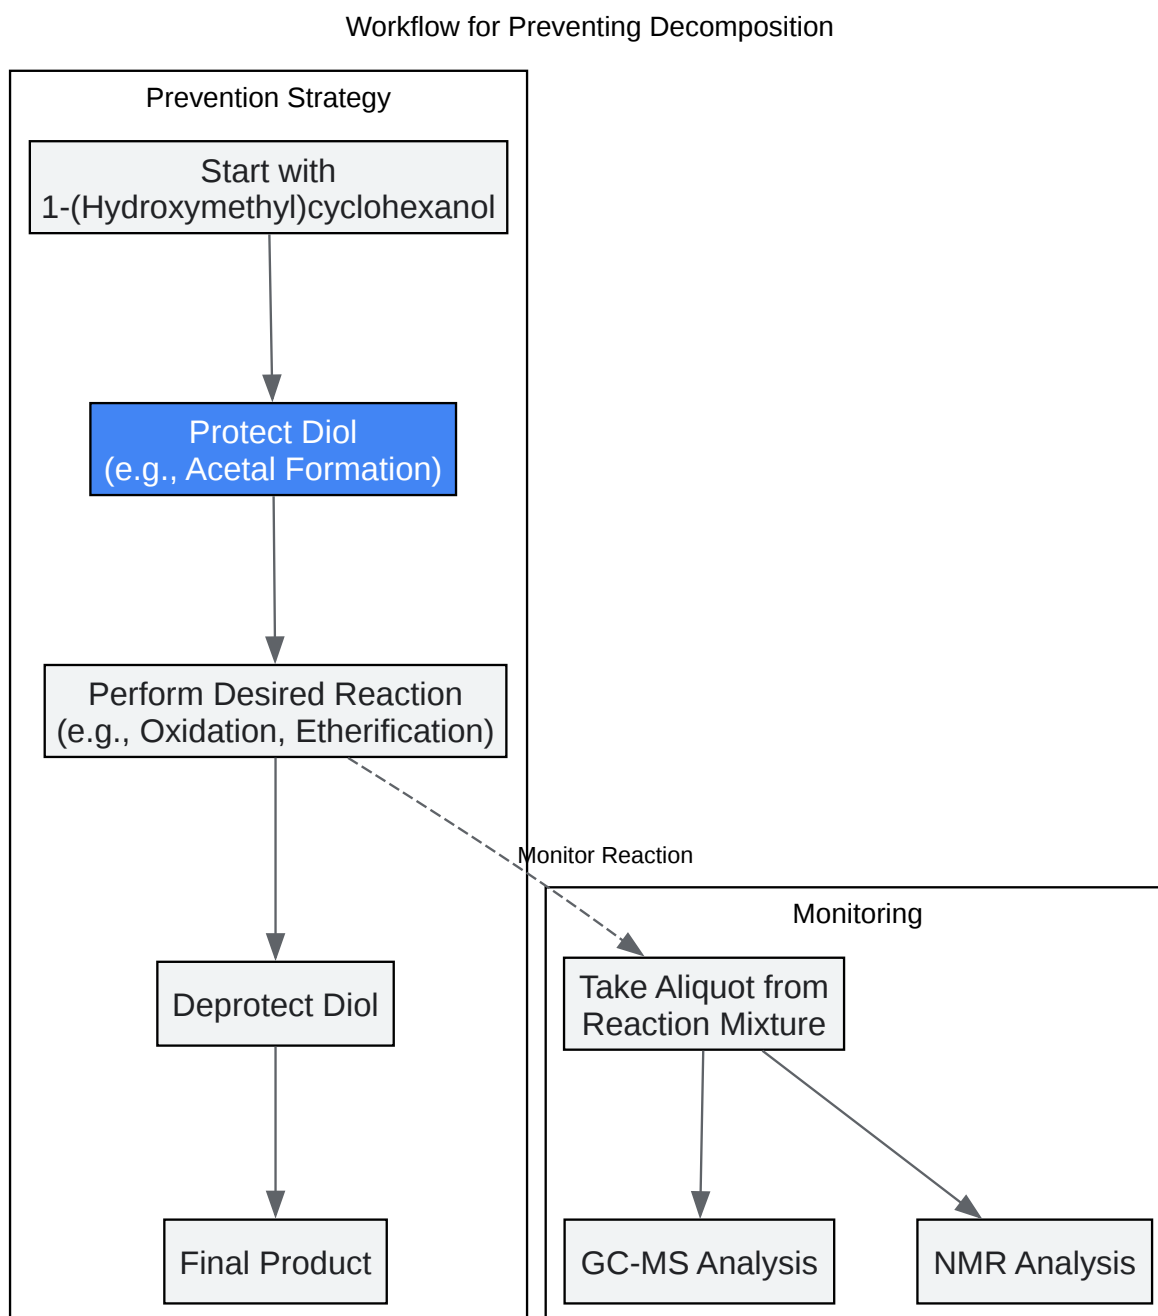 Workflow for Preventing Decomposition
Prevention Strategy
Start with
1-(Hydroxymethyl)cyclohexanol
Protect Diol
(e.g., Acetal Formation)
Perform Desired Reaction
(e.g., Oxidation, Etherification)
Monitor Reaction
Monitoring
Deprotect Diol
Take Aliquot from
Reaction Mixture
Final Product
GC-MS Analysis
NMR Analysis